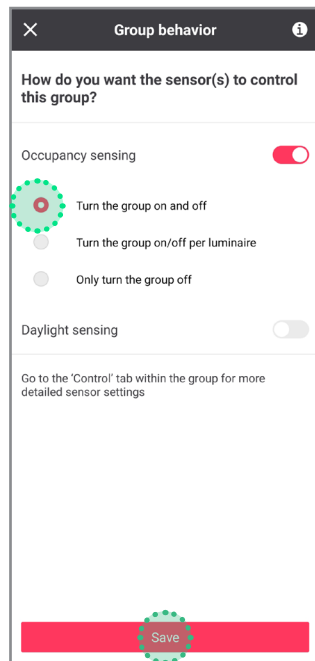 Group behavior
How do you want the sensor(s) to control
this group?
Occupancy sensing
Turn the group on and off
Turn the group on/off per luminaire
Only turn the group off
Daylight sensing
Go to the ‘Control’ tab within the group for more
detailed sensor settings
Save